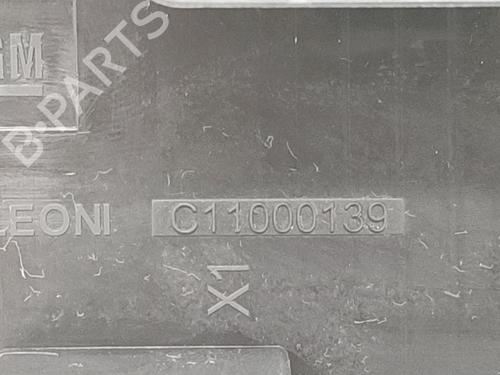 GM
B-PARTS
LEONI C11000139
X1